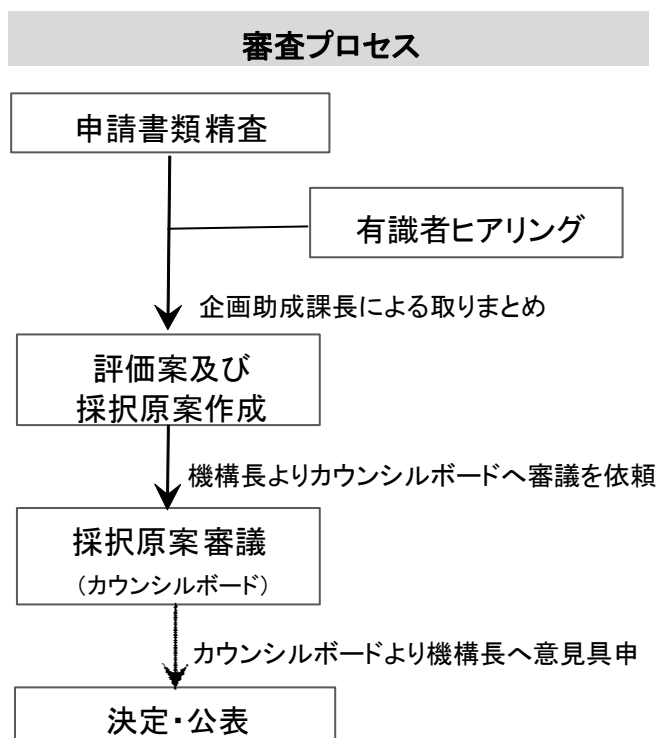 審査プロセス
申請書類精査
有識者ヒアリング
企画助成課長による取りまとめ
評価案及び
採択原案作成
機構長よりカウンシルボードへ審議を依頼
採択原案審議
（カウンシルボード）
カウンシルボードより機構長へ意見具申
決定・公表